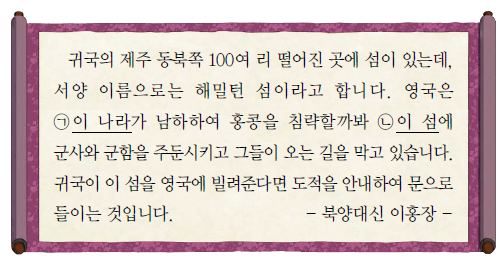 귀국의 제주 동북쪽 100여 리 떨어진 곳에 섬이 있는데,
서양 이름으로는 해밀턴 섬이라고 합니다. 영국은
㉠이 나라가 남하하여 홍콩을 침략할까봐 ㉡이 섬에
군사와 군함을 주둔시키고 그들이 오는 길을 막고 있습니다.
귀국이 이 섬을 영국에 빌려준다면 도적을 안내하여 문으로
들이는 것입니다. - 북양대신 이홍장 -